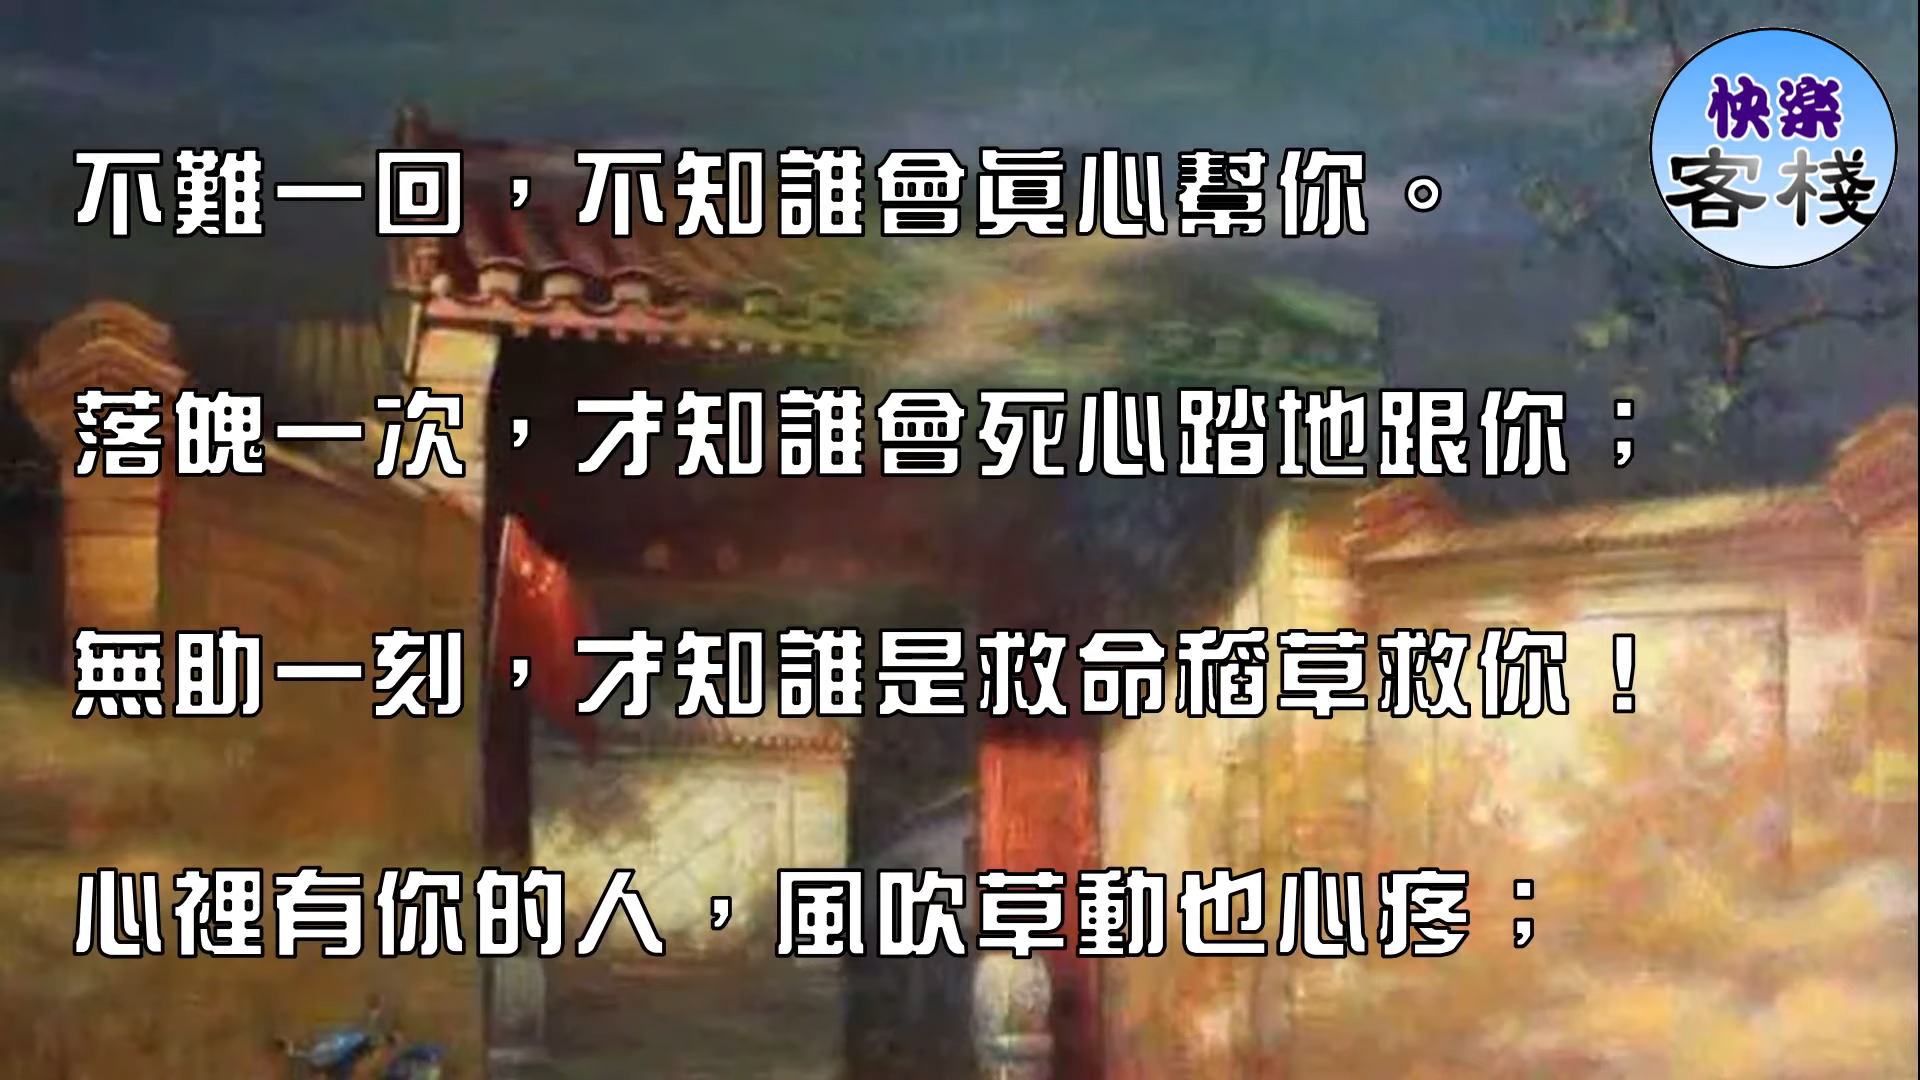 不難一回，不知誰會眞心幫你。
落魄一次，才知誰會死心踏地跟你；
無助一刻，才知誰是救命稻草救你！
心裡有你的人，風吹草動也心疼；
快樂
客棧